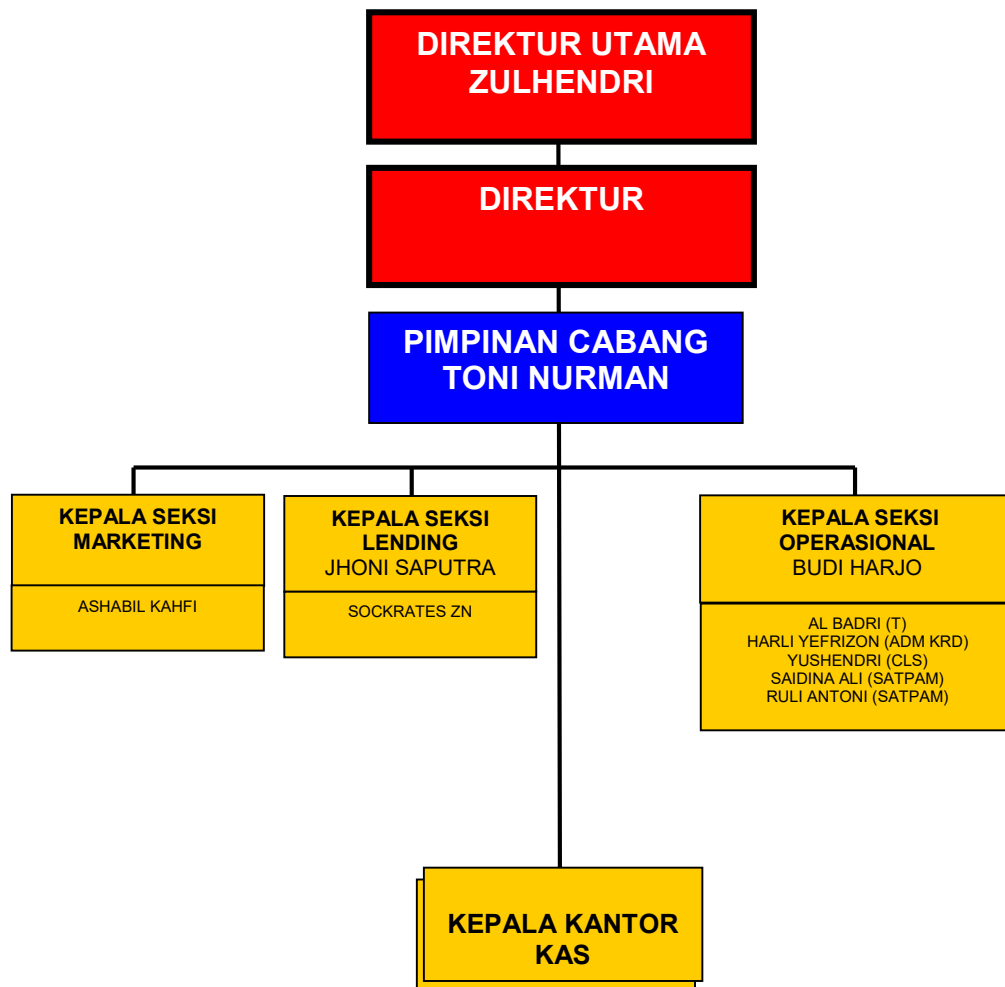 DIREKTUR UTAMA
ZULHENDRI
DIREKTUR
PIMPINAN CABANG
TONI NURMAN
KEPALA SEKSI
MARKETING
ASHABIL KAHFI
KEPALA SEKSI
LENDING
JHONI SAPUTRA
SOCKRATES ZN
KEPALA SEKSI
OPERASIONAL
BUDI HARJO
AL BADRI (T)
HARLI YEFRIZON (ADM KRD)
YUSHENDRI (CLS)
SAIDINA ALI (SATPAM)
RULI ANTONI (SATPAM)
KEPALA KANTOR
KAS